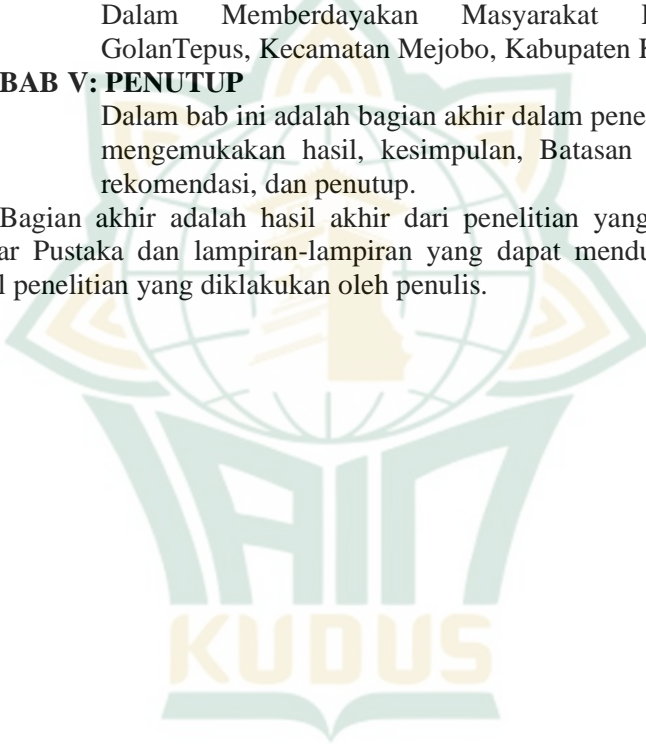 Dalam Memberdayakan Masyarakat
GolanTepus, Kecamatan Mejobo, Kabupaten
BAB V: PENUTUP
Dalam bab ini adalah bagian akhir dalam
mengemukakan hasil, kesimpulan, Batasan
rekomendasi, dan penutup.
Bagian akhir adalah hasil akhir dari penelitian yang
Pustaka dan lampiran-lampiran yang dapat
penelitian yang diklakukan oleh penulis.
IAIN
KUDUS